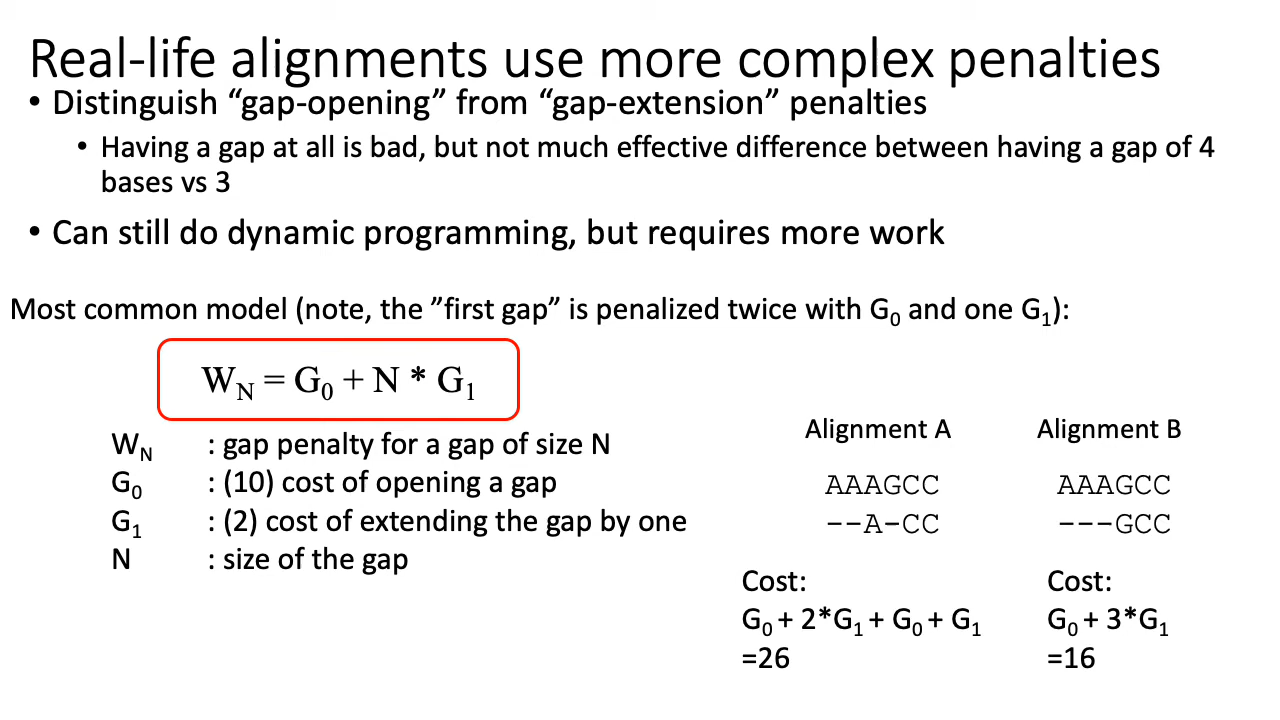 Real-life alignments use more complex penalties
• Distinguish “gap-opening” from “gap-extension” penalties
• Having a gap at all is bad, but not much effective difference between having a gap of 4
bases vs 3
• Can still do dynamic programming, but requires more work
Most common model (note, the ”first gap” is penalized twice with G₀ and one G₁):
W_N = G₀ + N * G₁
W_N : gap penalty for a gap of size N
G₀ : (10) cost of opening a gap
G₁ : (2) cost of extending the gap by one
N : size of the gap
Alignment A
AAAGCC
--A-CC
Cost:
G₀ + 2*G₁ + G₀ + G₁
=26
Alignment B
AAAGCC
---GCC
Cost:
G₀ + 3*G₁
=16